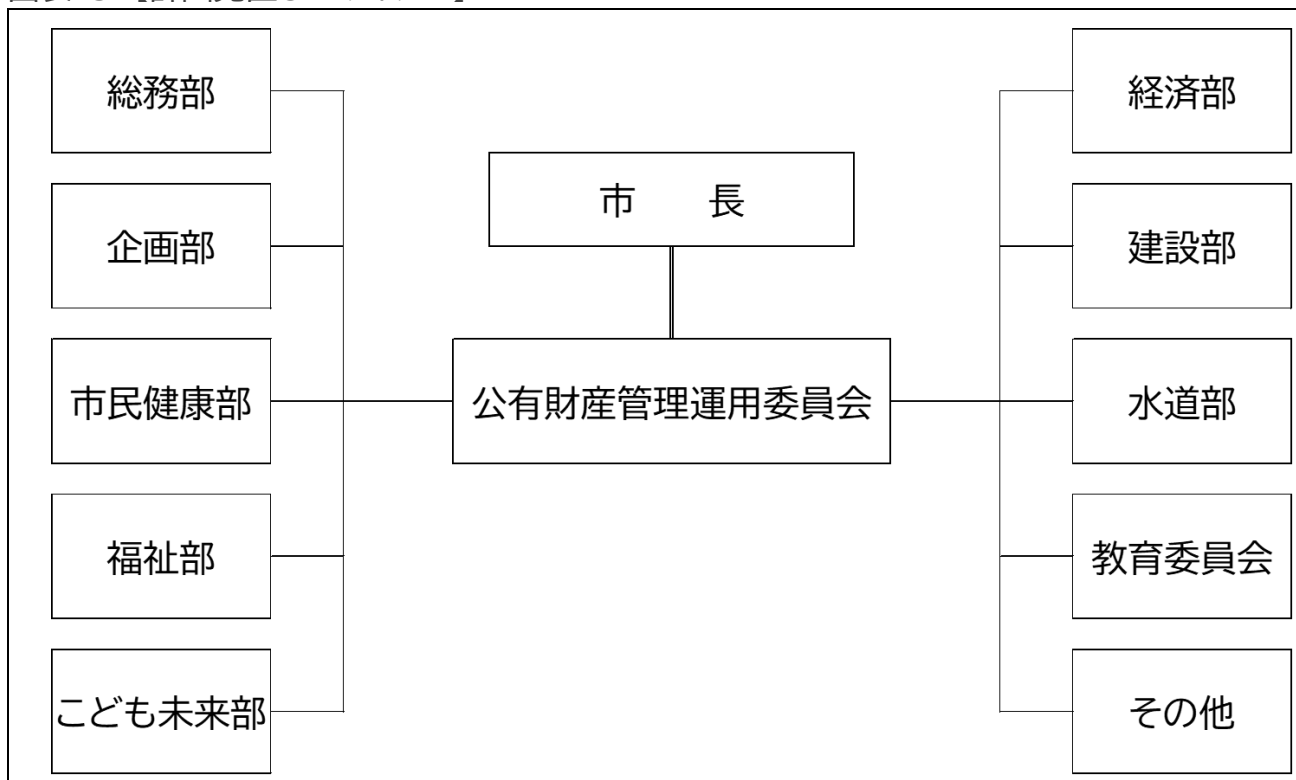 総務部
企画部
市民健康部
福祉部
こども未来部
市　　長
公有財産管理運用委員会
経済部
建設部
水道部
教育委員会
その他